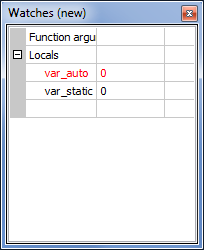 Watches (new)
Function argu
Locals
var_auto 0
var_static 0